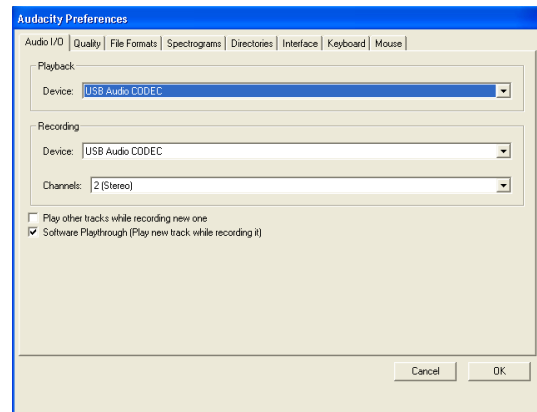 Audacity Preferences
Audio I/O Quality File Formats Spectrograms Directories Interface Keyboard Mouse
Playback
Device: USB Audio CODEC
Recording
Device: USB Audio CODEC
Channels: 2 (Stereo)
Play other tracks while recording new one
Software Playthrough (Play new track while recording it)
Cancel OK